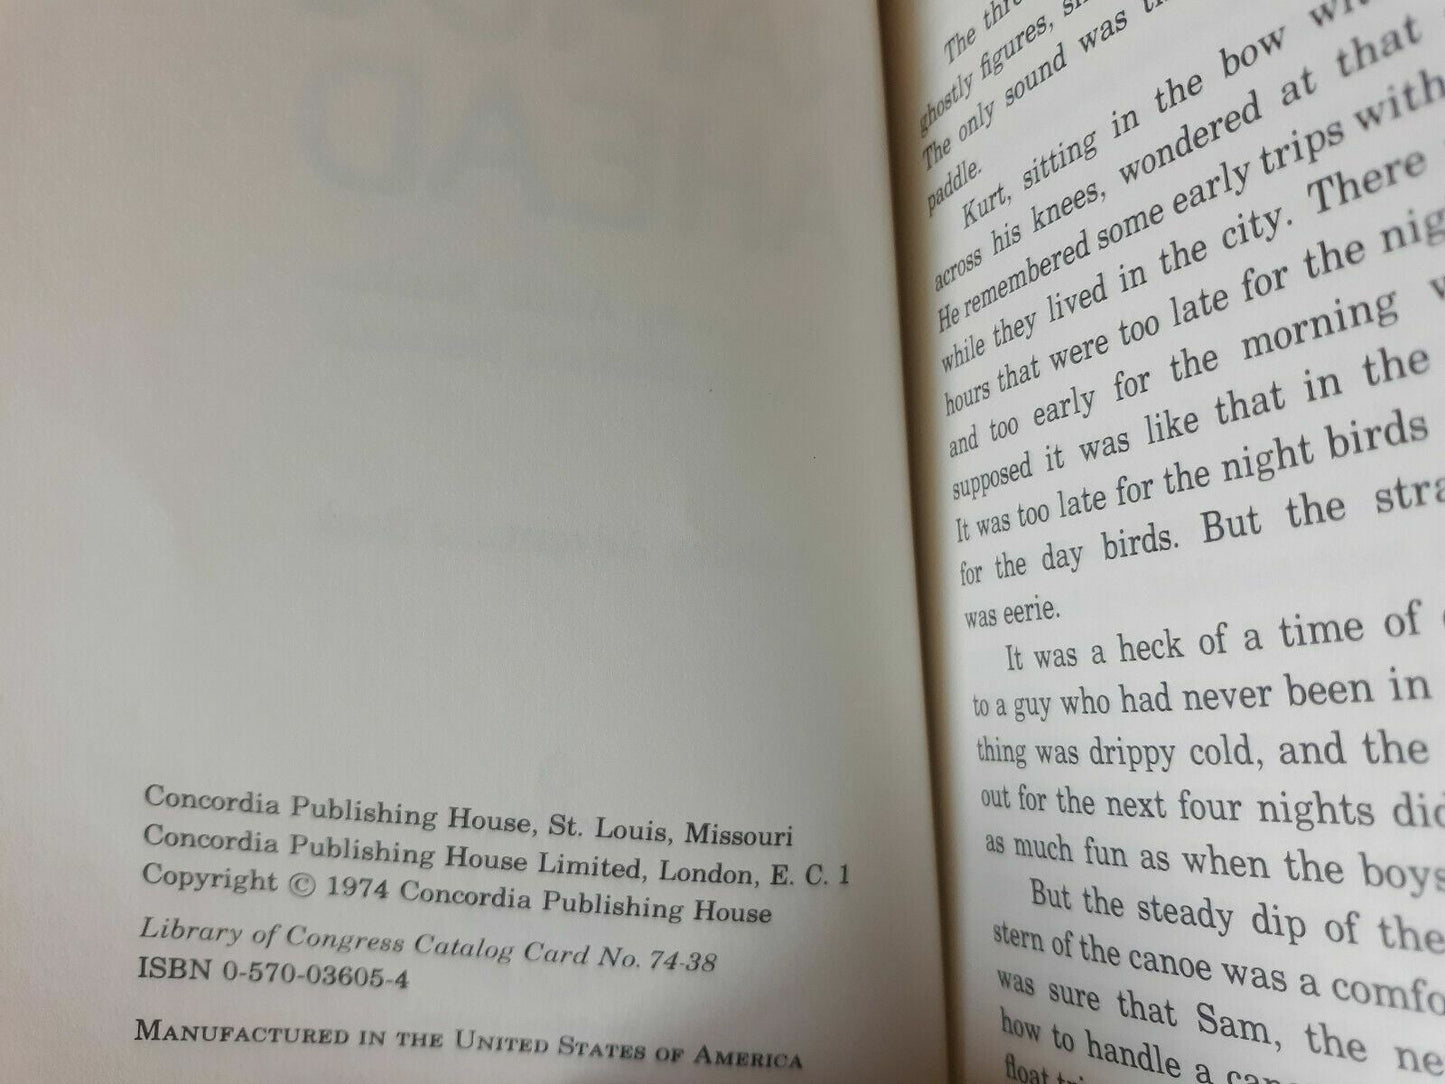 Concordia Publishing House, St. Louis, Missouri
Concordia Publishing House Limited, London, E. C. 1
Copyright © 1974 Concordia Publishing House
Library of Congress Catalog Card No. 74-38
ISBN 0-570-03605-4
MANUFACTURED IN THE UNITED STATES OF AMERICA
The
ghostly figures,
The only sound was
paddle.
Kurt, sitting in the bow
across his knees, wondered at that
He remembered some early trips with
while they lived in the city. There
hours that were too late for the
and too early for the morning
supposed it was like that in the
It was too late for the night birds
for the day birds. But the
was eerie.
It was a heck of a time of
to a guy who had never been in
thing was drippy cold, and the
out for the next four nights
as much fun as when the boys
But the steady dip of the
stern of the canoe was a
was sure that Sam, the
how to handle a
float